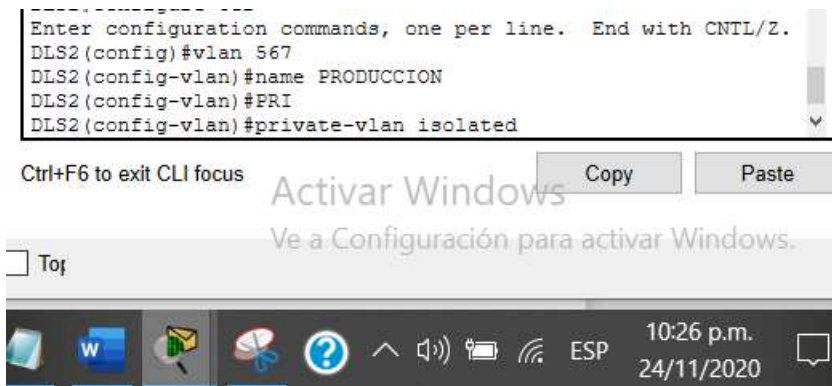 Enter configuration commands, one per line.  End with CNTL/Z.
DLS2(config)#vlan 567
DLS2(config-vlan)#name PRODUCCION
DLS2(config-vlan)#PRI
DLS2(config-vlan)#private-vlan isolated
Ctrl+F6 to exit CLI focus
Copy
Paste
Activar Windows
Ve a Configuración para activar Windows.
Top
W
ESP
10:26 p.m.
24/11/2020